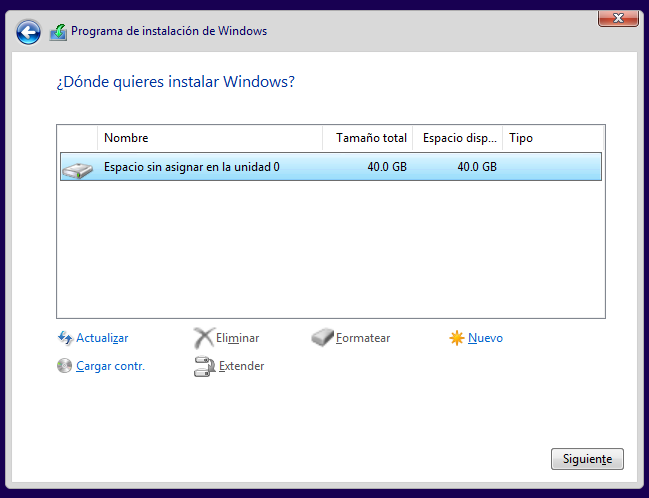 Programa de instalación de Windows
¿Dónde quieres instalar Windows?
Nombre Tamaño total Espacio disp... Tipo
Espacio sin asignar en la unidad 0 40.0 GB 40.0 GB
Actualizar Eliminar Formatear Nuevo
Cargar contr. Extender
Siguiente